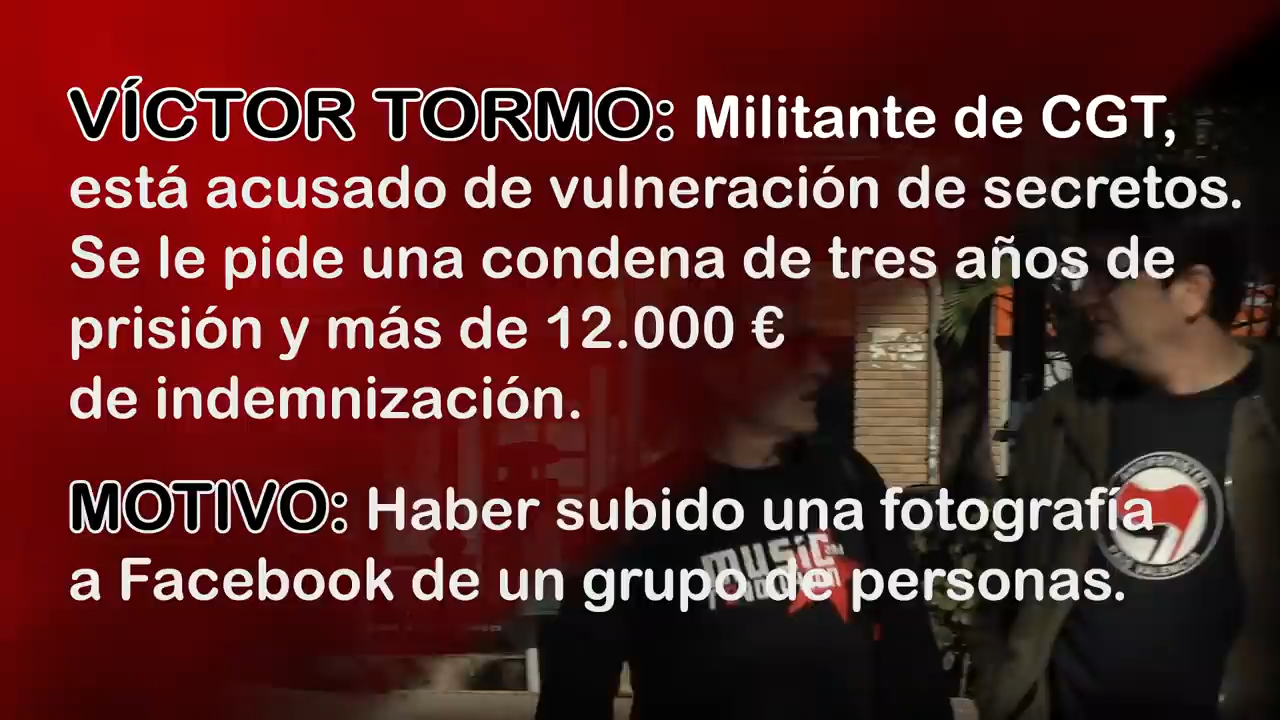 VÍCTOR TORMO: Militante de CGT,
está acusado de vulneración de secretos.
Se le pide una condena de tres años de
prisión y más de 12.000 €
de indemnización.
MOTIVO: Haber subido una fotografía
a Facebook de un grupo de personas.
music